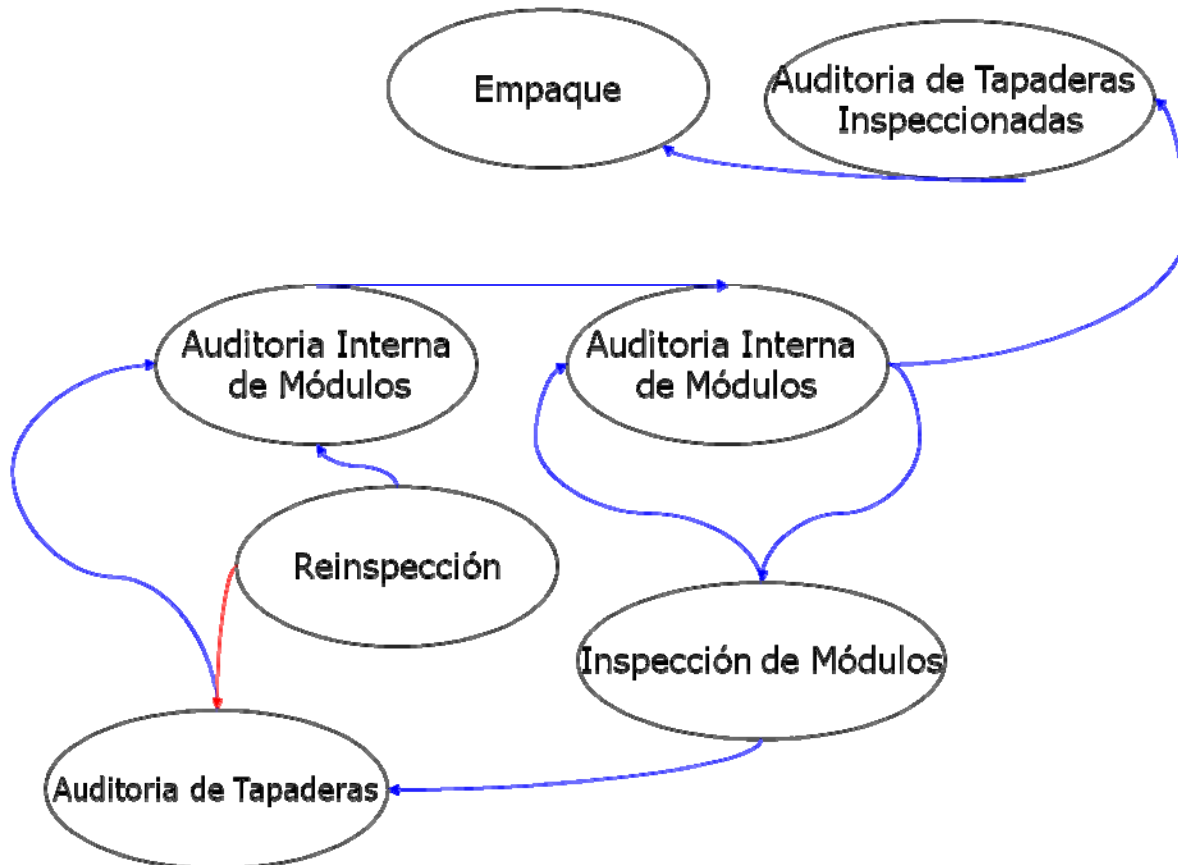 Empaque
Auditoria de Tapaderas
Inspeccionadas
Auditoria Interna
de Módulos
Auditoria Interna
de Módulos
Reinspección
Inspección de Módulos
Auditoria de Tapaderas